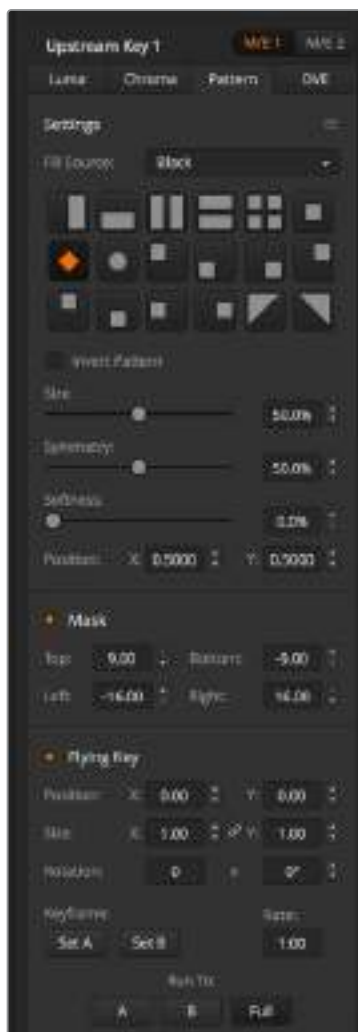 Upstream Key 1 M/E 1 M/E 2
Luma Chroma Pattern DVE
Settings
Fill Source: Black
Invert Pattern
Size:
50.0%
Symmetry:
50.0%
Softness:
0.0%
Position: X: 0.5000 Y: 0.5000
Mask
Top: 9.00 Bottom: -9.00
Left: -16.00 Right: 16.00
Flying Key
Position: X: 0.00 Y: 0.00
Size: X: 1.00 Y: 1.00
Rotation: 0 x 0°
Keyframe: Rate:
Set A Set B 1.00
Run To:
A B Full